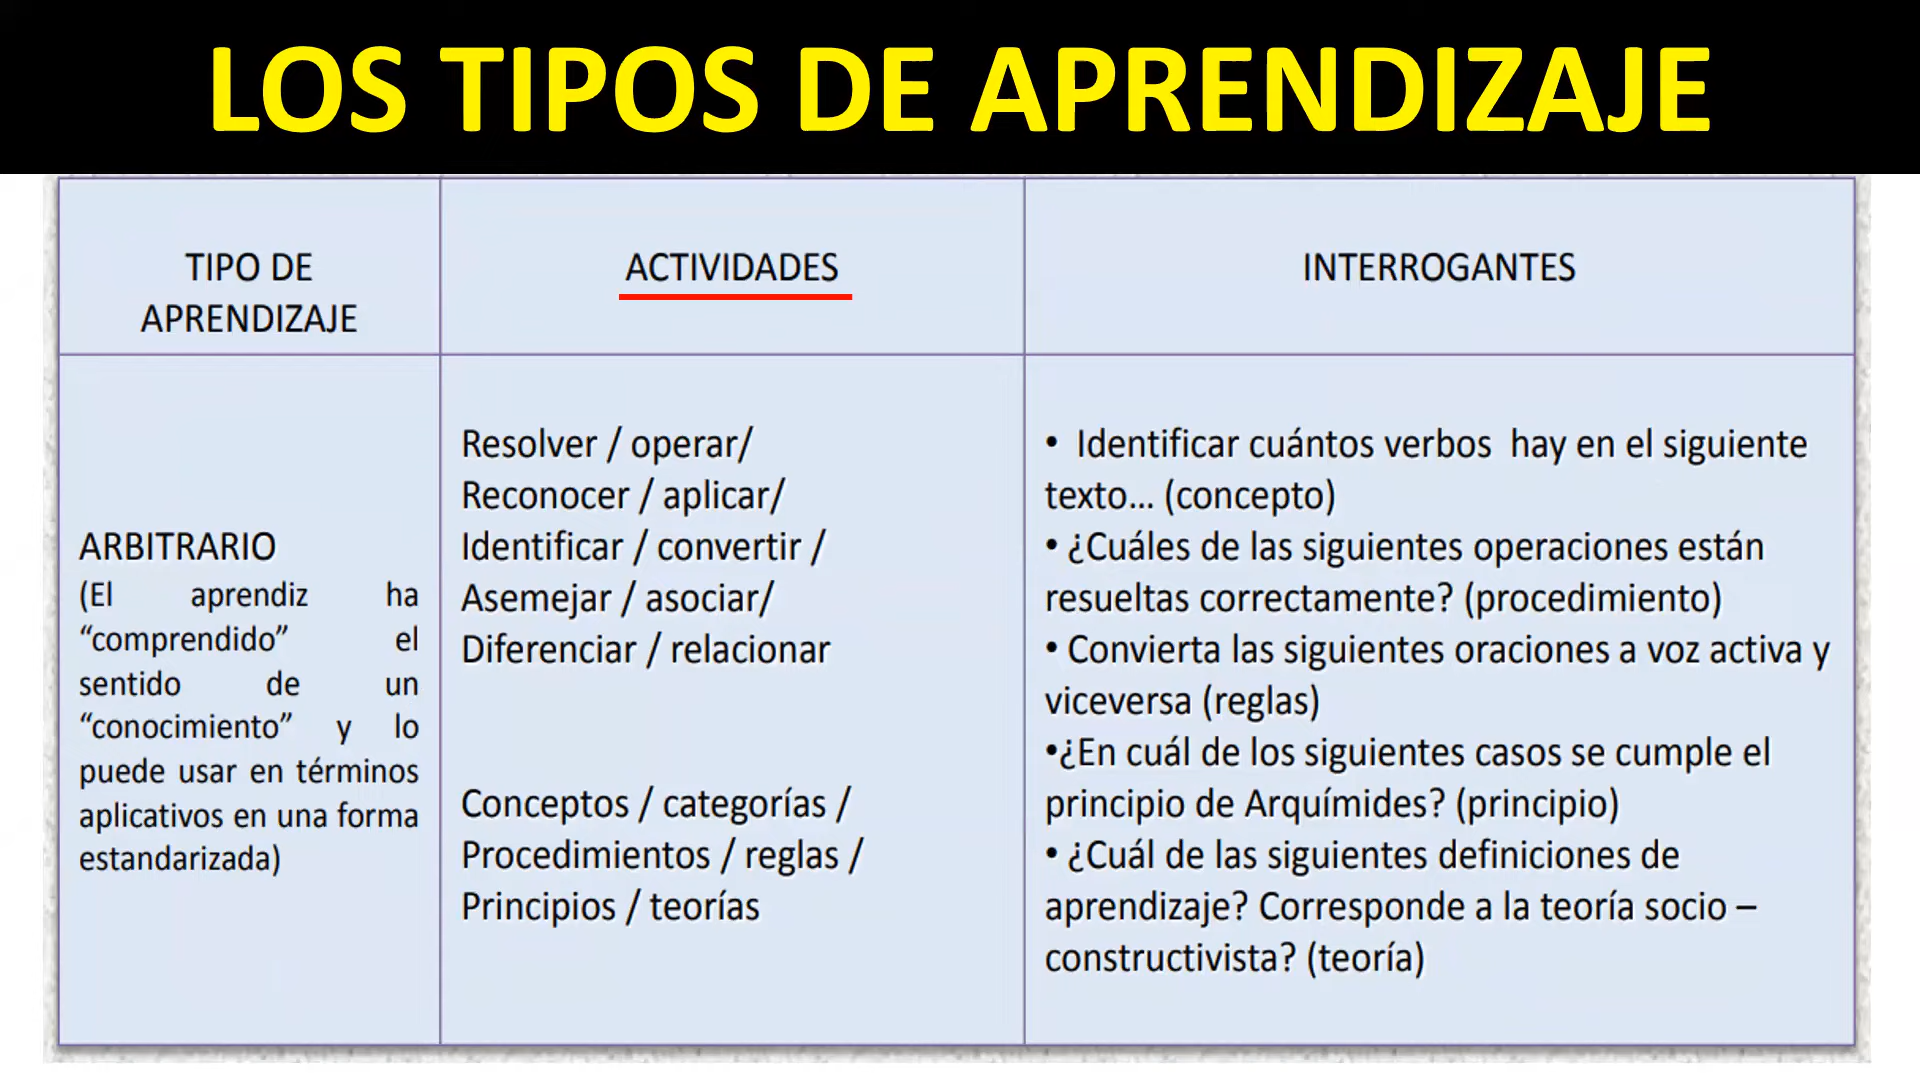 LOS TIPOS DE APRENDIZAJE
TIPO DE
APRENDIZAJE
ACTIVIDADES
INTERROGANTES
ARBITRARIO
(El aprendiz ha
“comprendido” el
sentido de un
“conocimiento” y lo
puede usar en términos
aplicativos en una forma
estandarizada)
Resolver / operar/
Reconocer / aplicar/
Identificar / convertir /
Asemejar / asociar/
Diferenciar / relacionar
Conceptos / categorías /
Procedimientos / reglas /
Principios / teorías
• Identificar cuántos verbos hay en el siguiente
texto... (concepto)
• ¿Cuáles de las siguientes operaciones están
resueltas correctamente? (procedimiento)
• Convierta las siguientes oraciones a voz activa y
viceversa (reglas)
•¿En cuál de los siguientes casos se cumple el
principio de Arquímides? (principio)
• ¿Cuál de las siguientes definiciones de
aprendizaje? Corresponde a la teoría socio –
constructivista? (teoría)